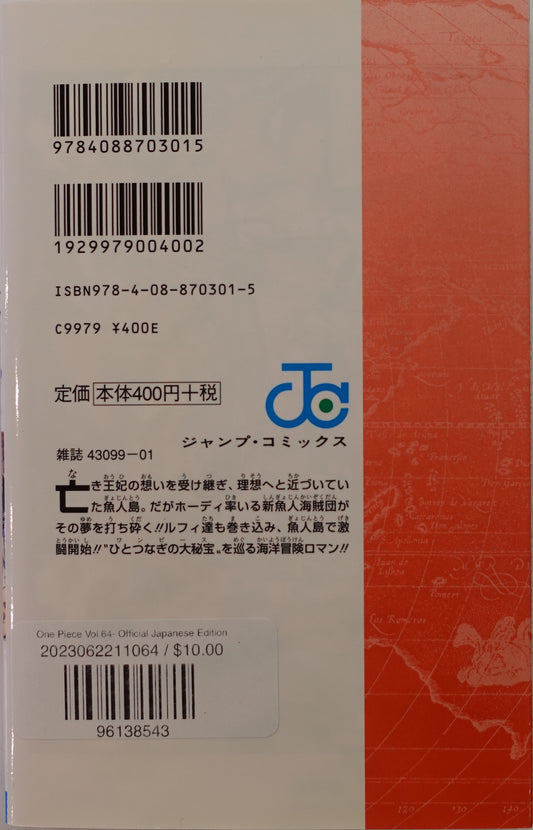 9784088703015
1929979004002
ISBN978-4-08-870301-5
C9979 ¥400E
定価 本体400円+税
JC
ジャンプ・コミックス
雑誌 43099-01
亡き王妃の想いを受け継ぎ、理想へと近づいてい
た魚人島。だがホーディ率いる新魚人海賊団が
その夢を打ち砕く!!ルフィ達も巻き込み、魚人島で激
闘開始!!"ひとつなぎの大秘宝"を巡る海洋冒険ロマン!!
One Piece Vol.64- Official Japanese Edition
2023062211064 / $10.00
96138543
120 130 140